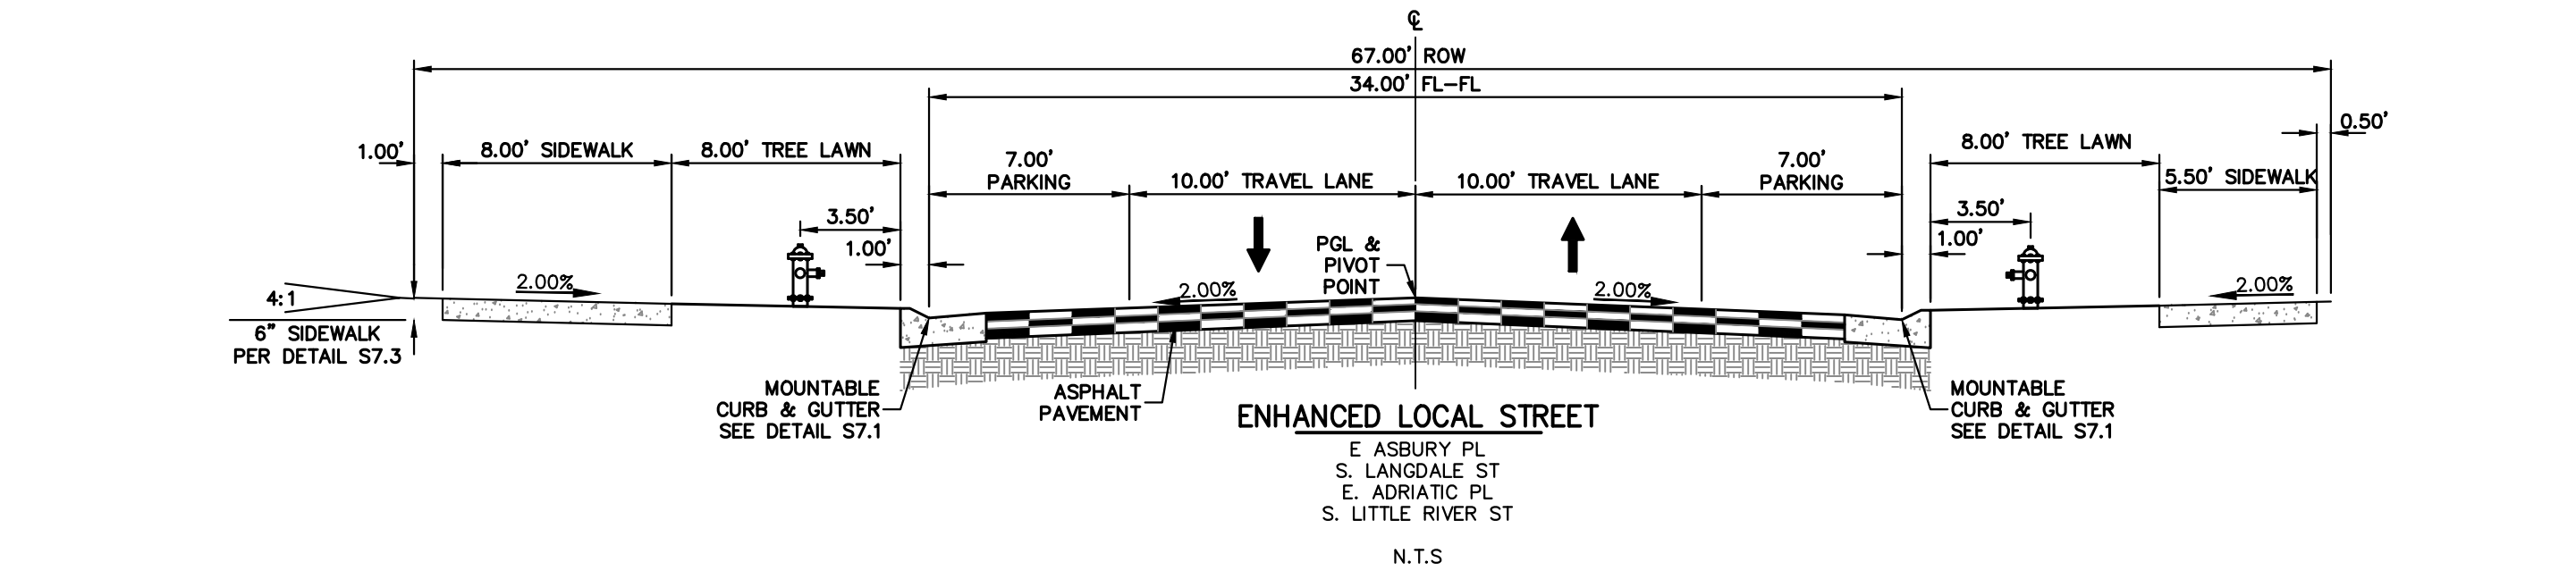 ℄
67.00' ROW
34.00' FL-FL
0.50'
1.00'
8.00' SIDEWALK
8.00' TREE LAWN
7.00'
PARKING
10.00' TRAVEL LANE
10.00' TRAVEL LANE
7.00'
PARKING
8.00' TREE LAWN
5.50' SIDEWALK
3.50'
1.00'
3.50'
1.00'
PGL &
PIVOT
POINT
4:1
2.00%
2.00%
2.00%
2.00%
6" SIDEWALK
PER DETAIL S7.3
MOUNTABLE
CURB & GUTTER
SEE DETAIL S7.1
ASPHALT
PAVEMENT
MOUNTABLE
CURB & GUTTER
SEE DETAIL S7.1
ENHANCED LOCAL STREET
E ASBURY PL
S. LANGDALE ST
E. ADRIATIC PL
S. LITTLE RIVER ST
N.T.S